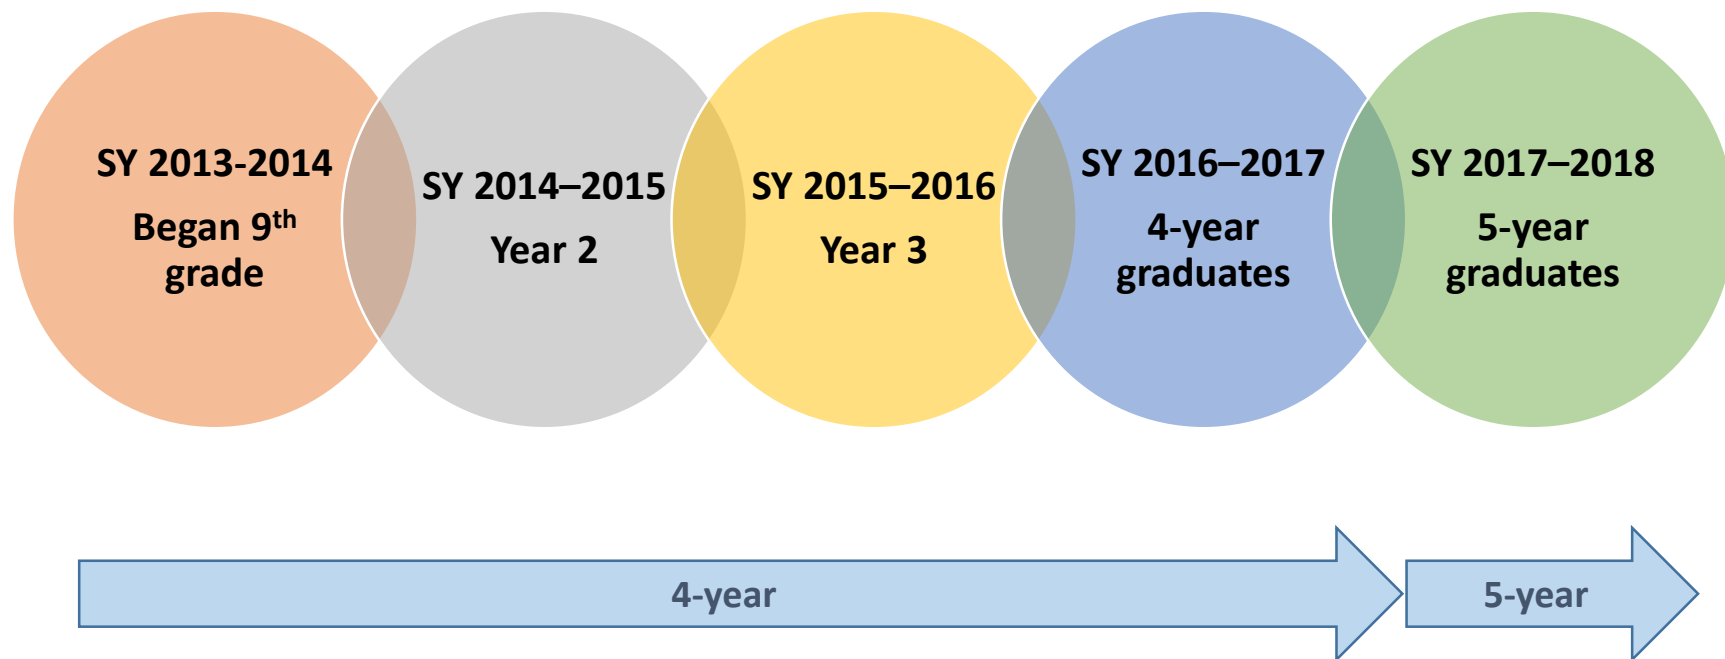 SY 2013-2014
Began 9th
grade
SY 2014–2015
Year 2
SY 2015–2016
Year 3
SY 2016–2017
4-year
graduates
SY 2017–2018
5-year
graduates
4-year
5-year